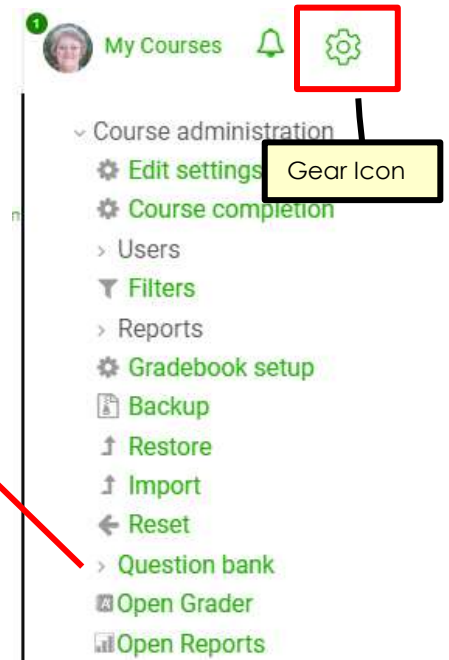 1
My Courses
Course administration
Gear Icon
Edit settings
Course completion
Users
Filters
Reports
Gradebook setup
Backup
Restore
Import
Reset
Question bank
Open Grader
Open Reports